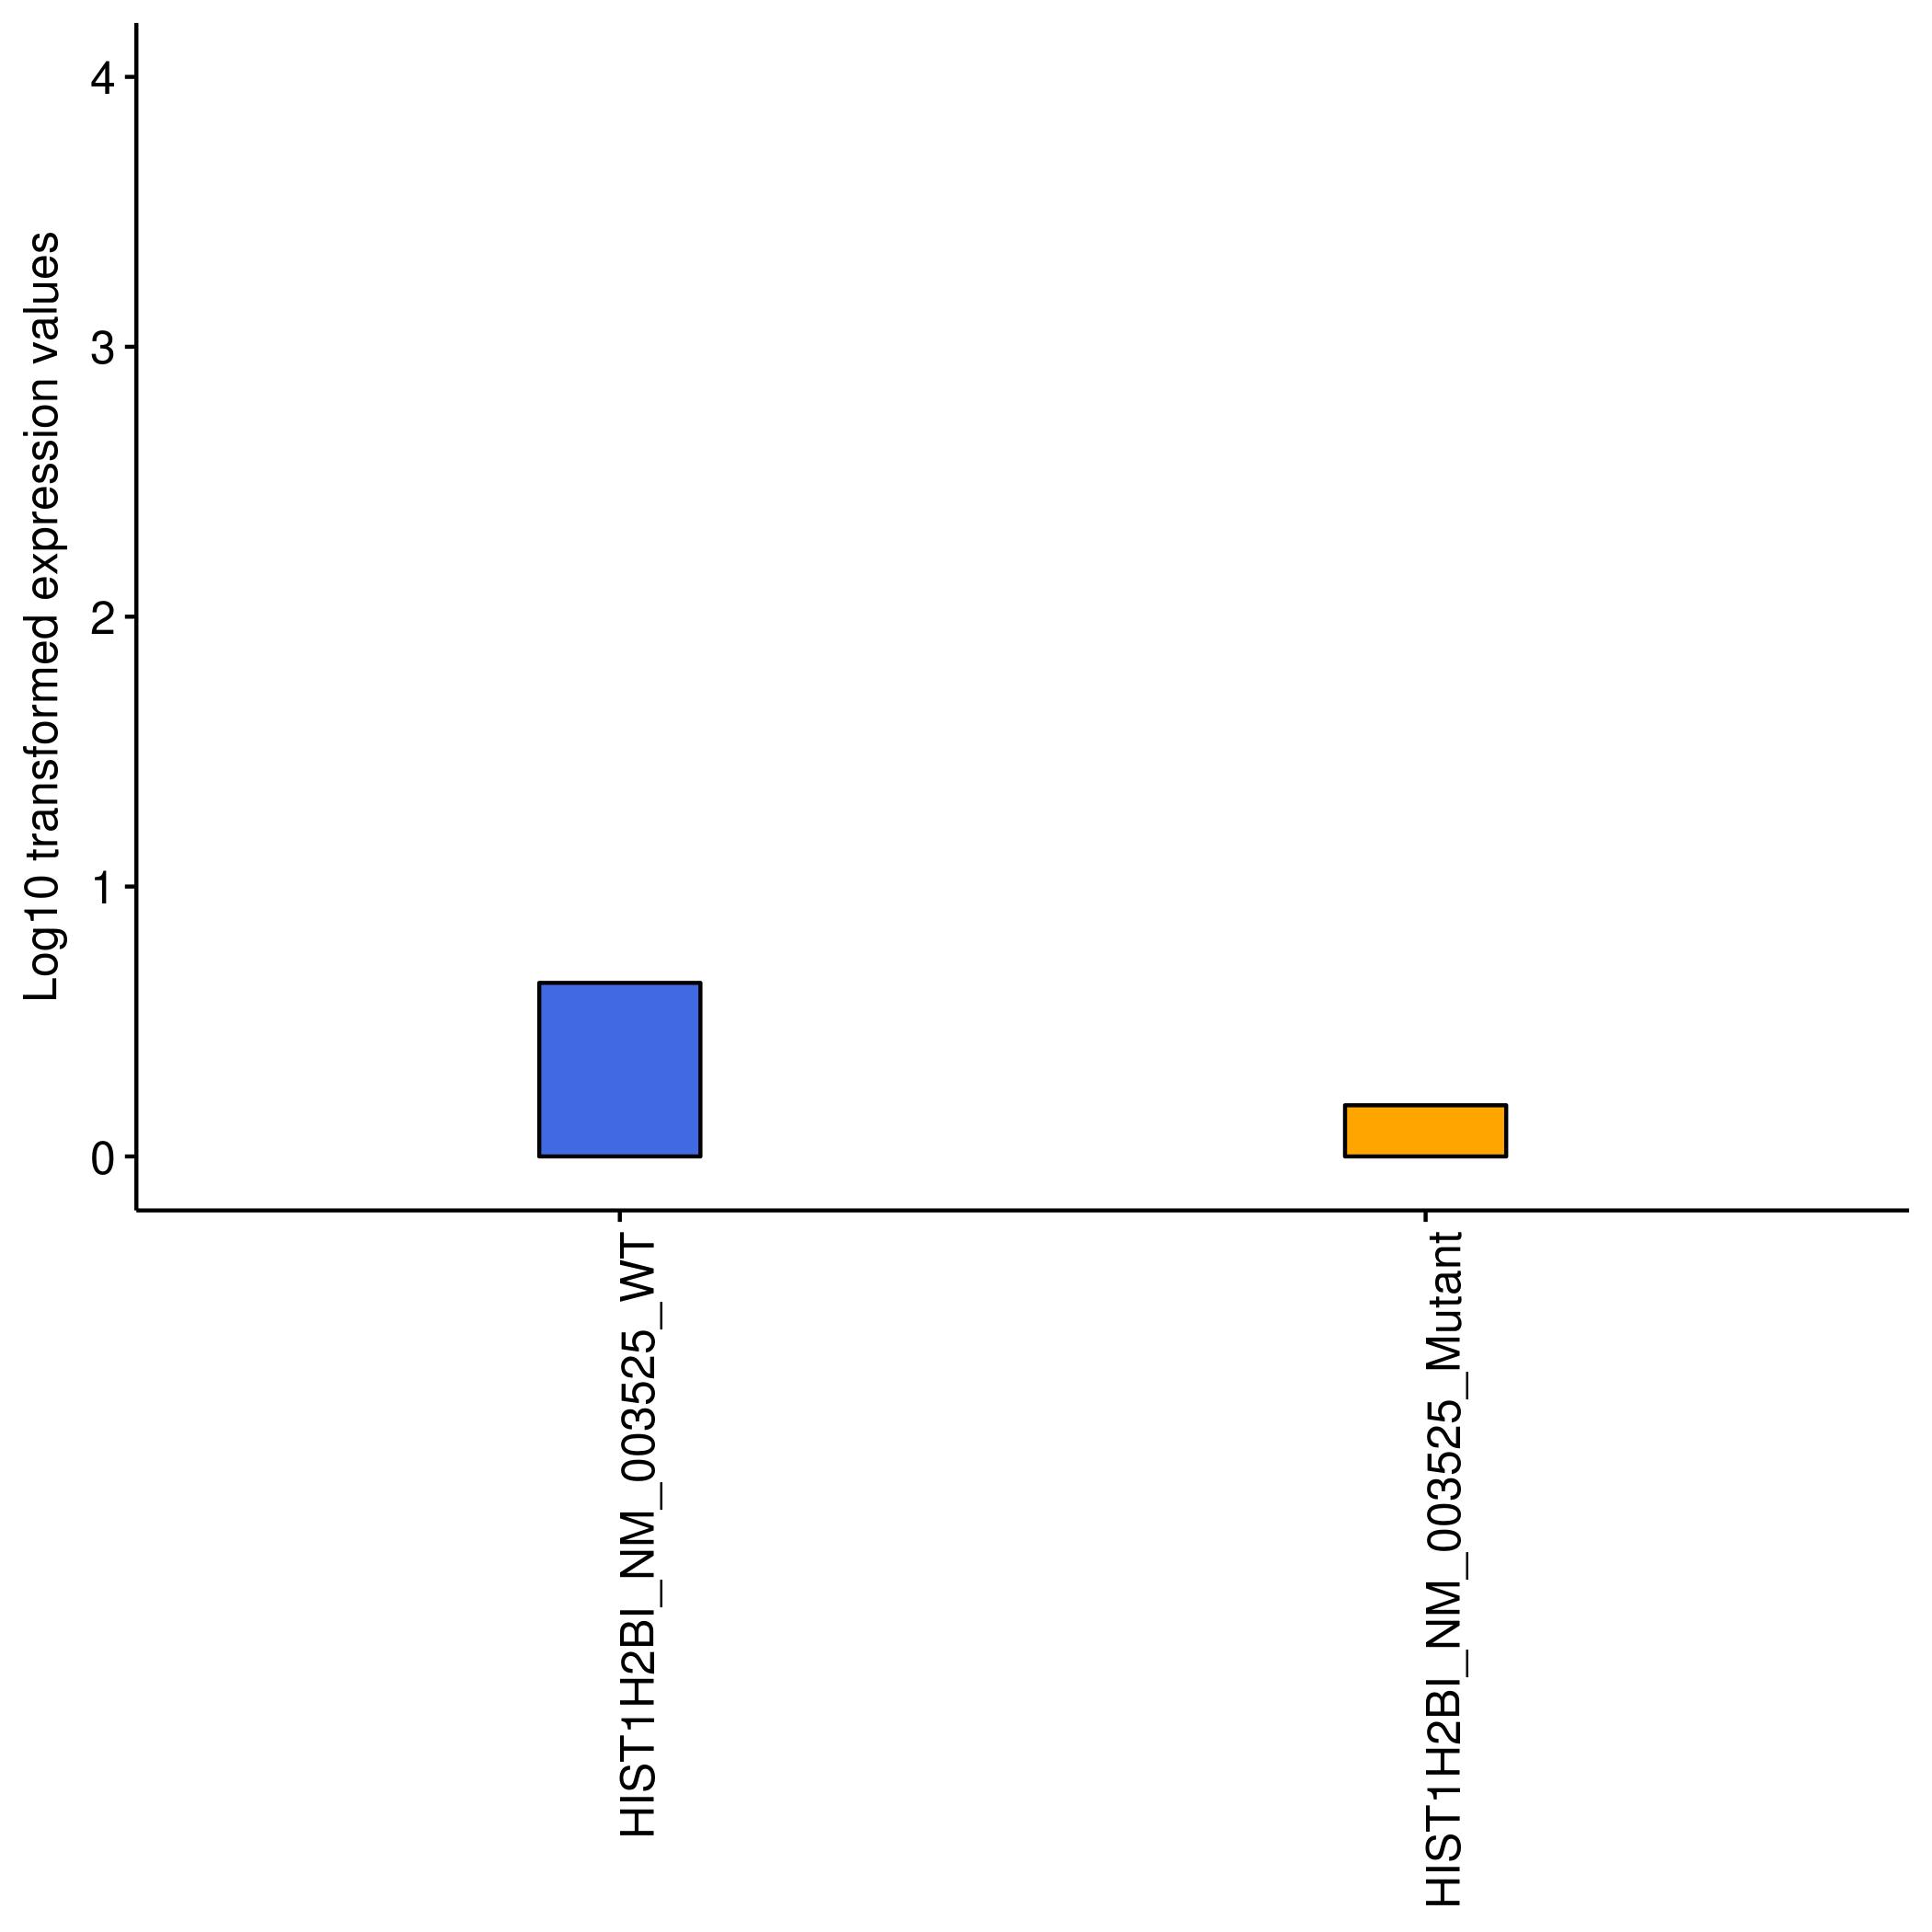 Log10 transformed expression values
4
3
2
1
0
HIST1H2BI_NM_003525_WT
HIST1H2BI_NM_003525_Mutant